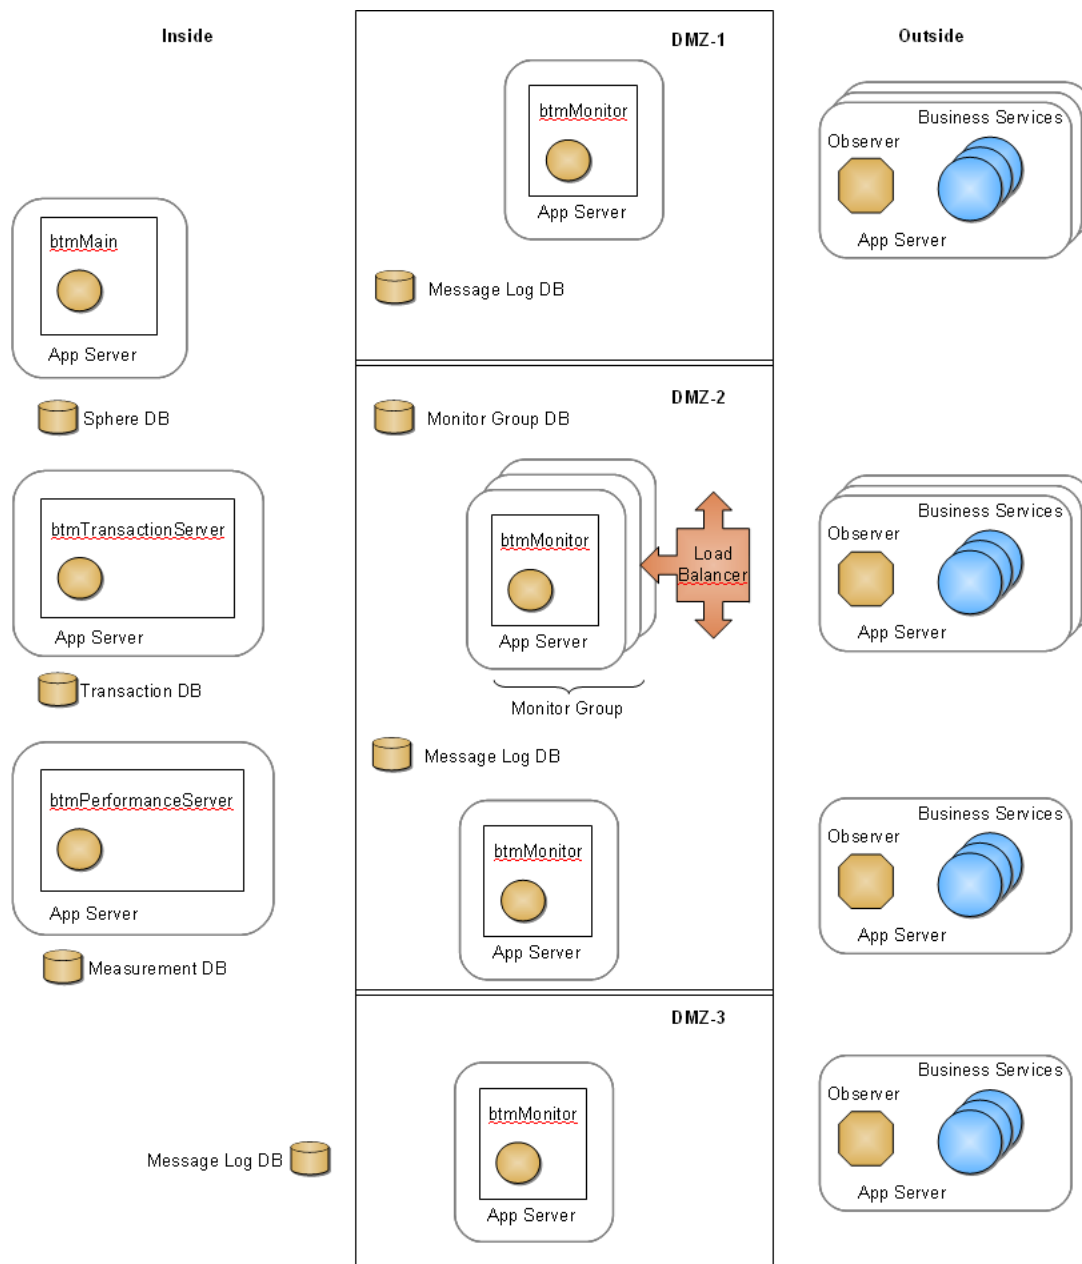 Inside
btmMain
App Server
Sphere DB
btmTransactionServer
App Server
Transaction DB
btmPerformanceServer
App Server
Measurement DB
Message Log DB
DMZ-1
btmMonitor
App Server
Message Log DB
DMZ-2
Monitor Group DB
btmMonitor
App Server
Load
Balancer
Monitor Group
Message Log DB
btmMonitor
App Server
DMZ-3
btmMonitor
App Server
Outside
Business Services
Observer
App Server
Business Services
Observer
App Server
Business Services
Observer
App Server
Business Services
Observer
App Server